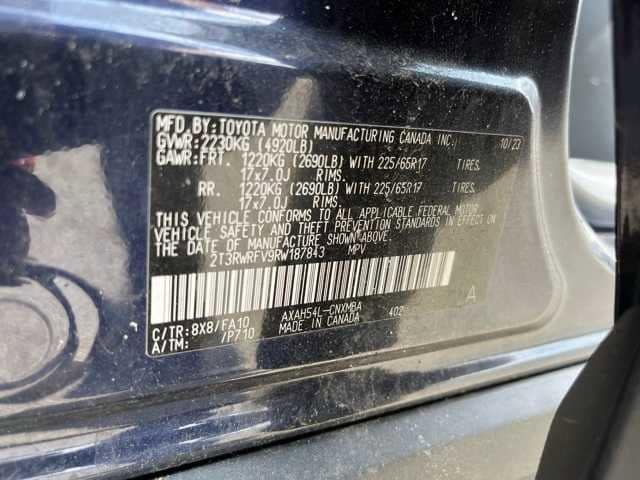 MFD. BY: TOYOTA MOTOR MANUFACTURING CANADA INC. 10/23
GVWR: 2230KG (4920LB)
GAWR: FRT. 1220KG (2690LB) WITH 225/65R17 TIRES.
17x7.0J RIMS.
RR. 1220KG (2690LB) WITH 225/65R17 TIRES.
17x7.0J RIMS.
THIS VEHICLE CONFORMS TO ALL APPLICABLE FEDERAL MOTOR
VEHICLE SAFETY AND THEFT PREVENTION STANDARDS IN EFFECT ON
THE DATE OF MANUFACTURE SHOWN ABOVE.
2T3RWRFV9RW187843 MPV
C/TR: 8X8/FA10 AXAH54L-CNXMBA A
A/TM: /P710 MADE IN CANADA